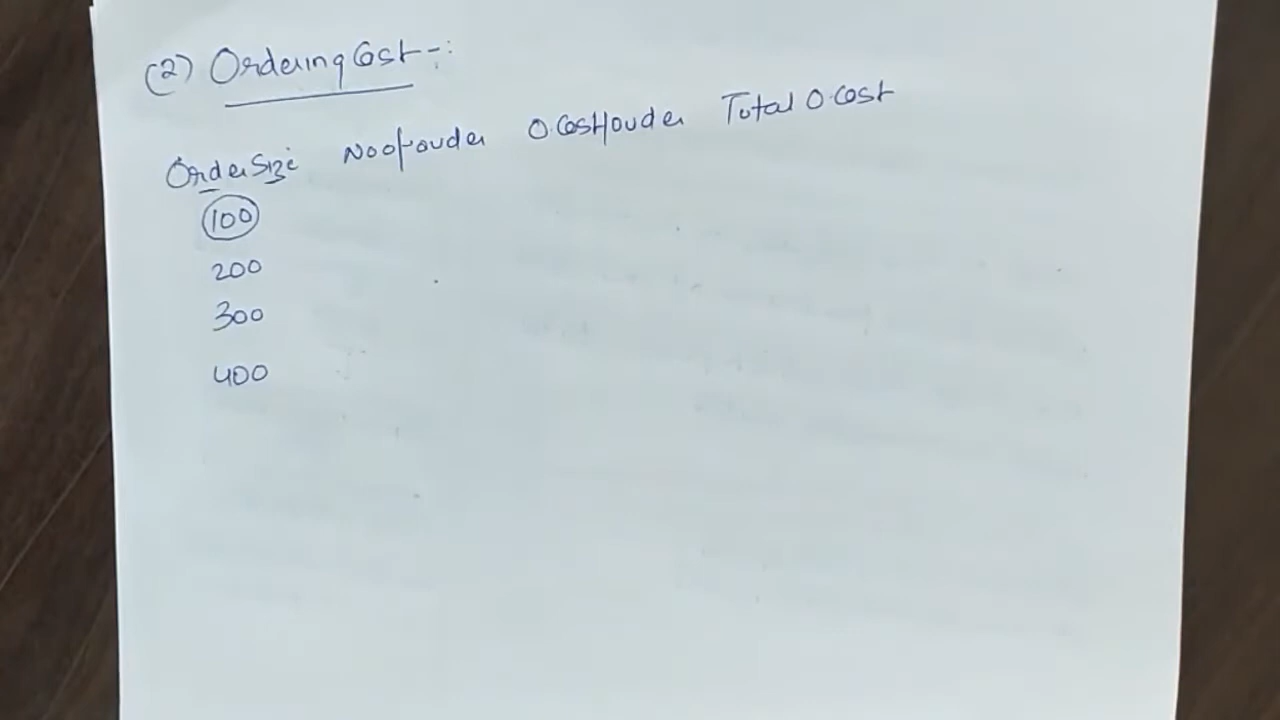 (2) Ordering Cost -:
Order Size No of order O.Cost/order Total O.Cost
100
200
300
400